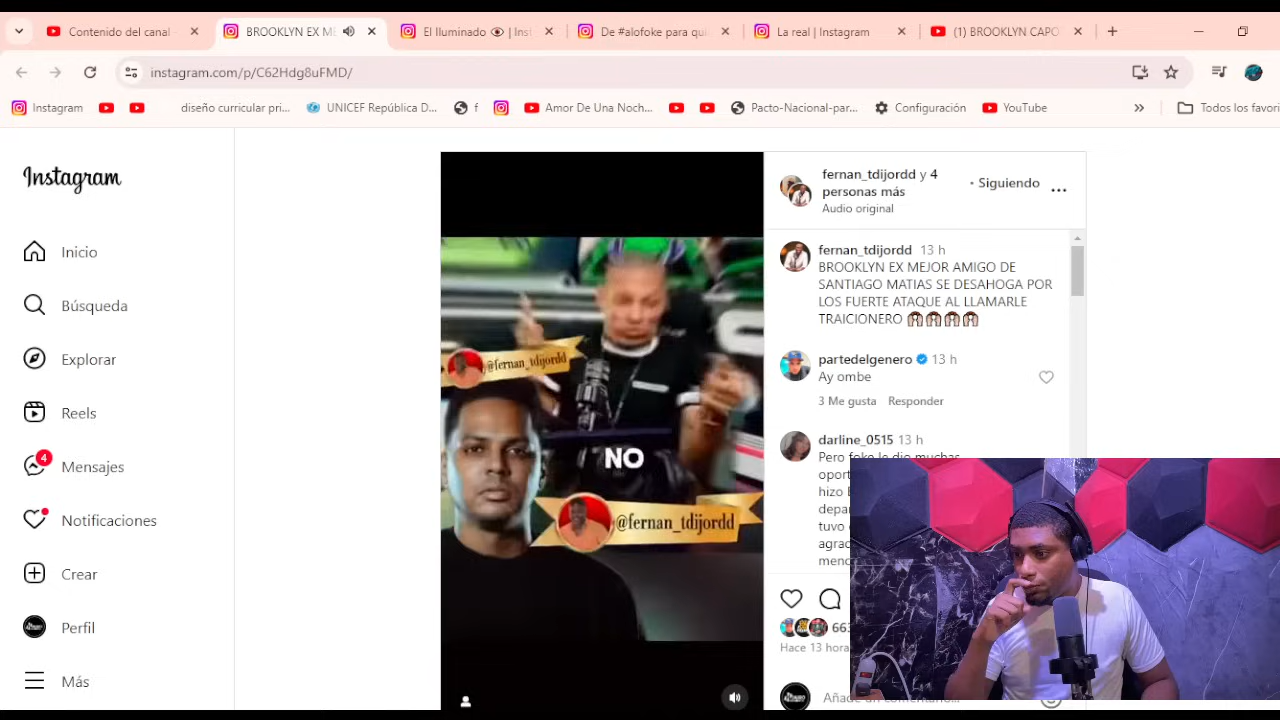 Contenido del canal
BROOKLYN EX M
El Iluminado | Inst
De #alofoke para qui
La real | Instagram
(1) BROOKLYN CAPO
instagram.com/p/C62Hdg8uFMD/
Instagram
diseño curricular pri...
UNICEF República D...
f
Amor De Una Noch...
Pacto-Nacional-par...
Configuración
YouTube
Todos los favori
Instagram
Inicio
Búsqueda
Explorar
Reels
4
Mensajes
Notificaciones
Crear
Perfil
Más
@fernan_tdijordd
NO
@fernan_tdijordd
fernan_tdijordd y 4
personas más
• Siguiendo
Audio original
fernan_tdijordd 13 h
BROOKLYN EX MEJOR AMIGO DE
SANTIAGO MATIAS SE DESAHOGA POR
LOS FUERTE ATAQUE AL LLAMARLE
TRAICIONERO
partedelgenero 13 h
Ay ombe
3 Me gusta Responder
darline_0515 13 h
Pero foke le dio muchas
oport
hizo
depa
tuvo
agrac
menc
663
Hace 13 hora
Añade un comentario...